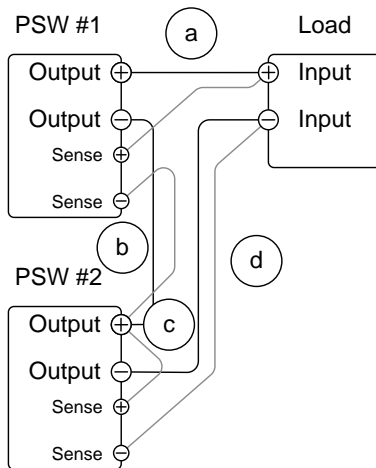 PSW #1
a
Load
Output +
+ Input
Output −
− Input
Sense +
Sense −
b
d
PSW #2
Output +
c
Output −
Sense +
Sense −